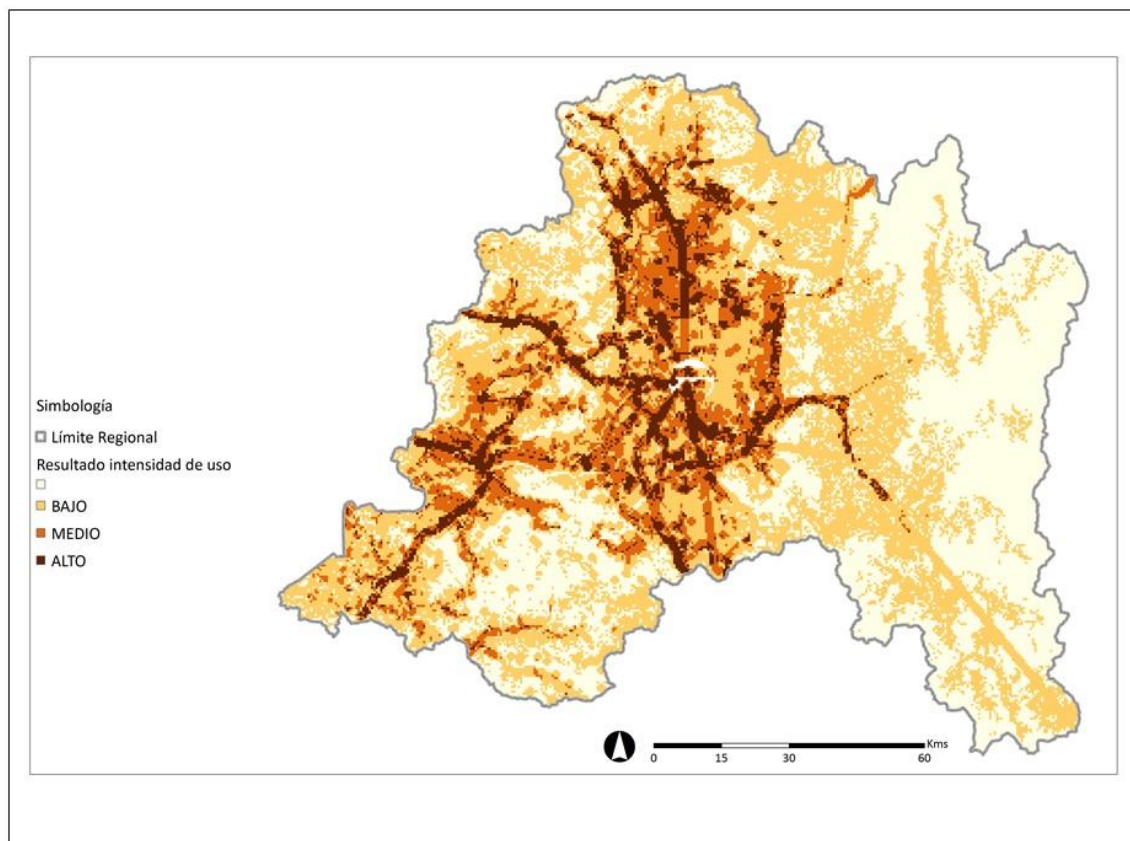 Simbología
Límite Regional
Resultado intensidad de uso
BAJO
MEDIO
ALTO
Kms
0 15 30 60